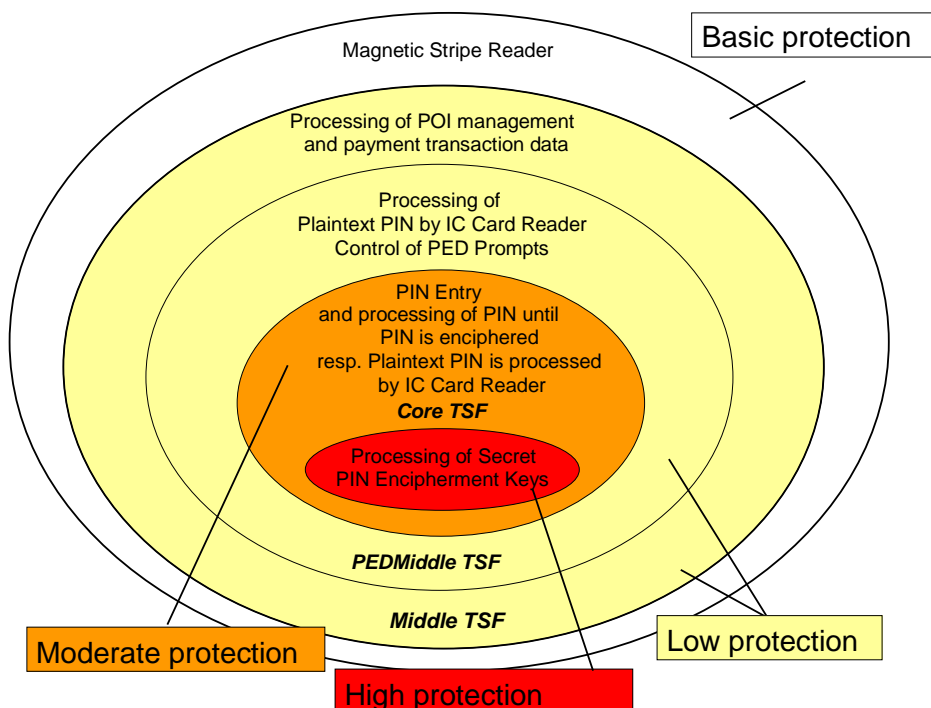 Basic protection
Magnetic Stripe Reader
Processing of POI management
and payment transaction data
Processing of
Plaintext PIN by IC Card Reader
Control of PED Prompts
PIN Entry
and processing of PIN until
PIN is enciphered
resp. Plaintext PIN is processed
by IC Card Reader
Core TSF
Processing of Secret
PIN Encipherment Keys
PEDMiddle TSF
Middle TSF
Moderate protection
Low protection
High protection